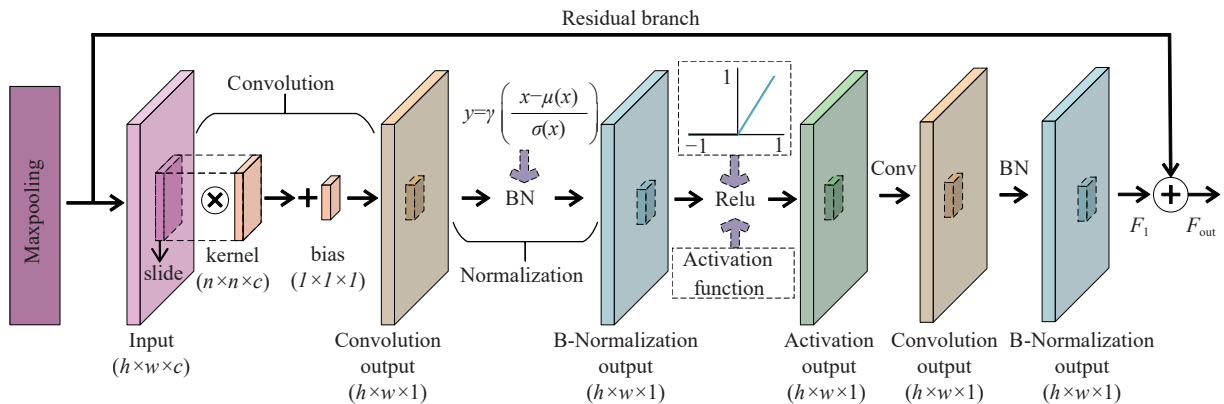 Residual branch
Maxpooling
Convolution
slide
kernel
(n×n×c)
bias
(1×1×1)
Input
(h×w×c)
Convolution
output
(h×w×1)
y=γ ( x−μ(x) / σ(x) )
BN
Normalization
B-Normalization
output
(h×w×1)
1
−1
1
Relu
Activation
function
Activation
output
(h×w×1)
Conv
Convolution
output
(h×w×1)
BN
B-Normalization
output
(h×w×1)
F1
Fout